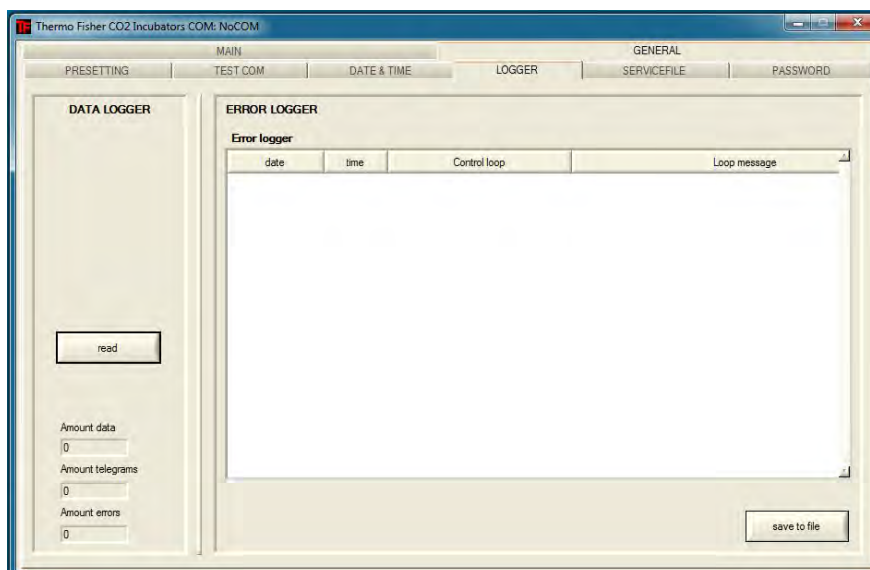 TF Thermo Fisher CO2 Incubators COM: NoCOM
MAIN GENERAL
PRESETTING TEST COM DATE & TIME LOGGER SERVICEFILE PASSWORD
DATA LOGGER
read
Amount data
0
Amount telegrams
0
Amount errors
0
ERROR LOGGER
Error logger
date time Control loop Loop message
save to file